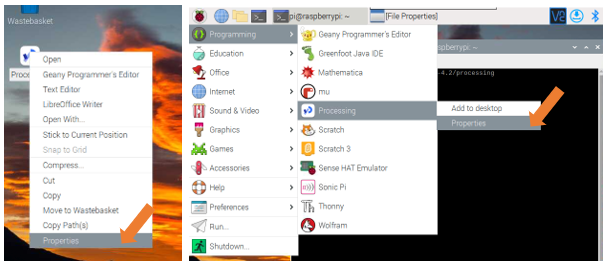 Wastebasket
Proc
Open
Geany Programmer's Editor
Text Editor
LibreOffice Writer
Open With...
Stick to Current Position
Snap to Grid
Compress...
Cut
Copy
Move to Wastebasket
Copy Path(s)
Properties
pi@raspberrypi: ~
[File Properties]
V2
Programming
Education
Office
Internet
Sound & Video
Graphics
Games
Accessories
Help
Preferences
Run...
Shutdown...
Geany Programmer's Editor
Greenfoot Java IDE
Mathematica
mu
Processing
Scratch
Scratch 3
Sense HAT Emulator
Sonic Pi
Thonny
Wolfram
spberrypi: ~
-4.2/processing
Add to desktop
Properties